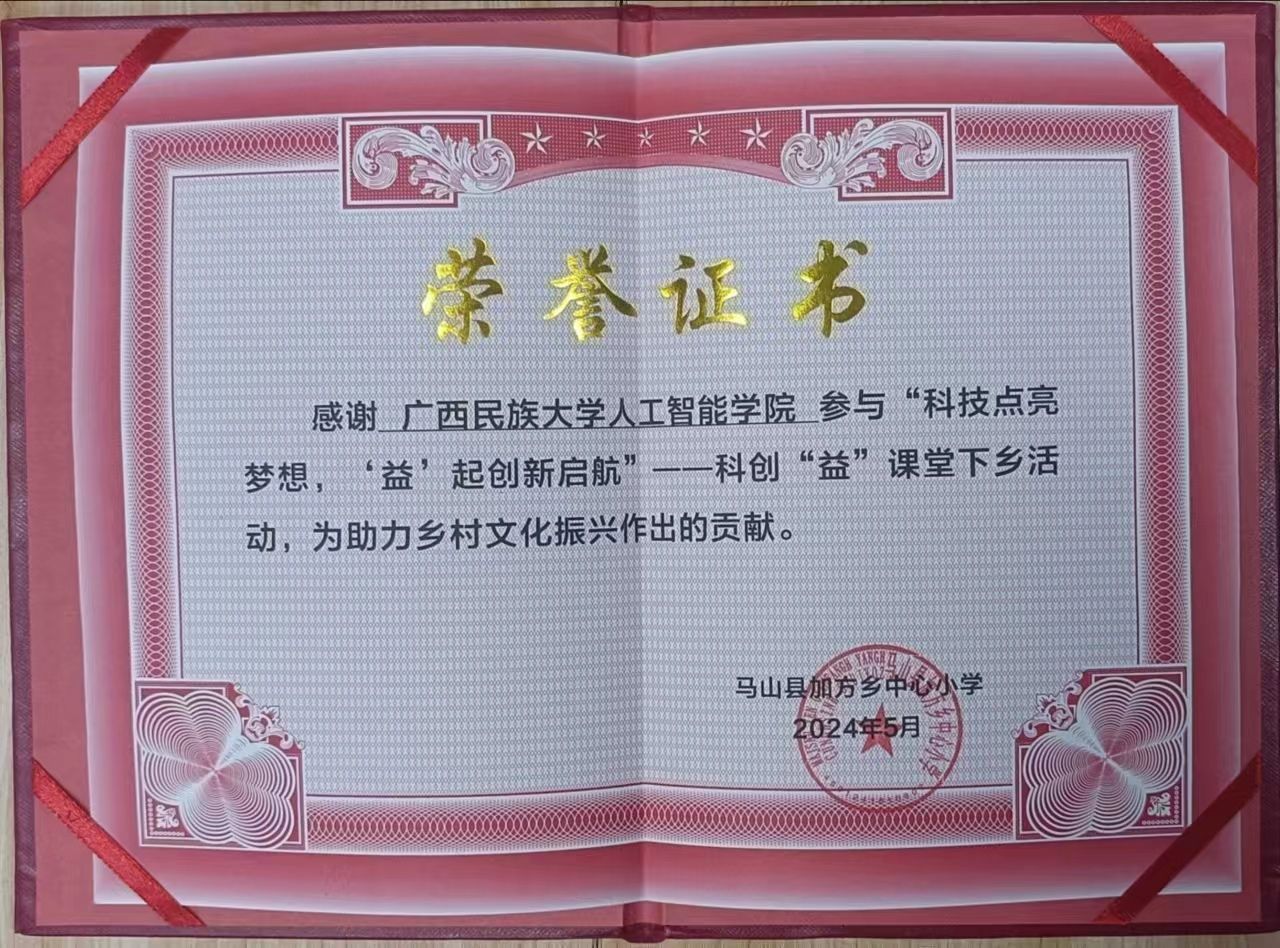 荣誉证书
感谢 广西民族大学人工智能学院 参与“科技点亮
梦想，‘益’起创新启航”——科创“益”课堂下乡活
动，为助力乡村文化振兴作出的贡献。
马山县加方乡中心小学
2024年5月